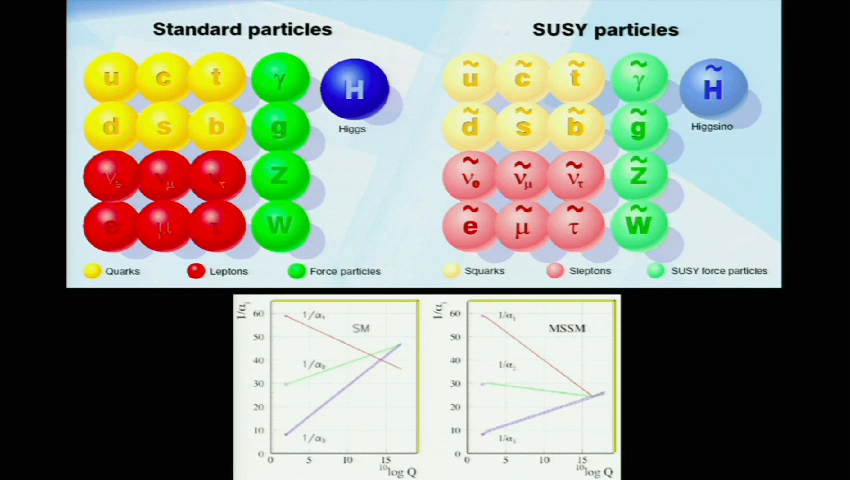 Standard particles
u c t γ
H
Higgs
d s b g
νe νμ ντ Z
e μ τ W
Quarks
Leptons
Force particles
SUSY particles
ũ c̃ t̃ γ̃
H̃
Higgsino
d̃ s̃ b̃ g̃
ν̃e ν̃μ ν̃τ Z̃
ẽ μ̃ τ̃ W̃
Squarks
Sleptons
SUSY force particles
1/αi
60
50
40
30
20
10
0
1/α1
SM
1/α2
1/α3
0 5 10 15
10log Q
1/αi
60
50
40
30
20
10
0
1/α1
MSSM
1/α2
1/α3
0 5 10 15
10log Q